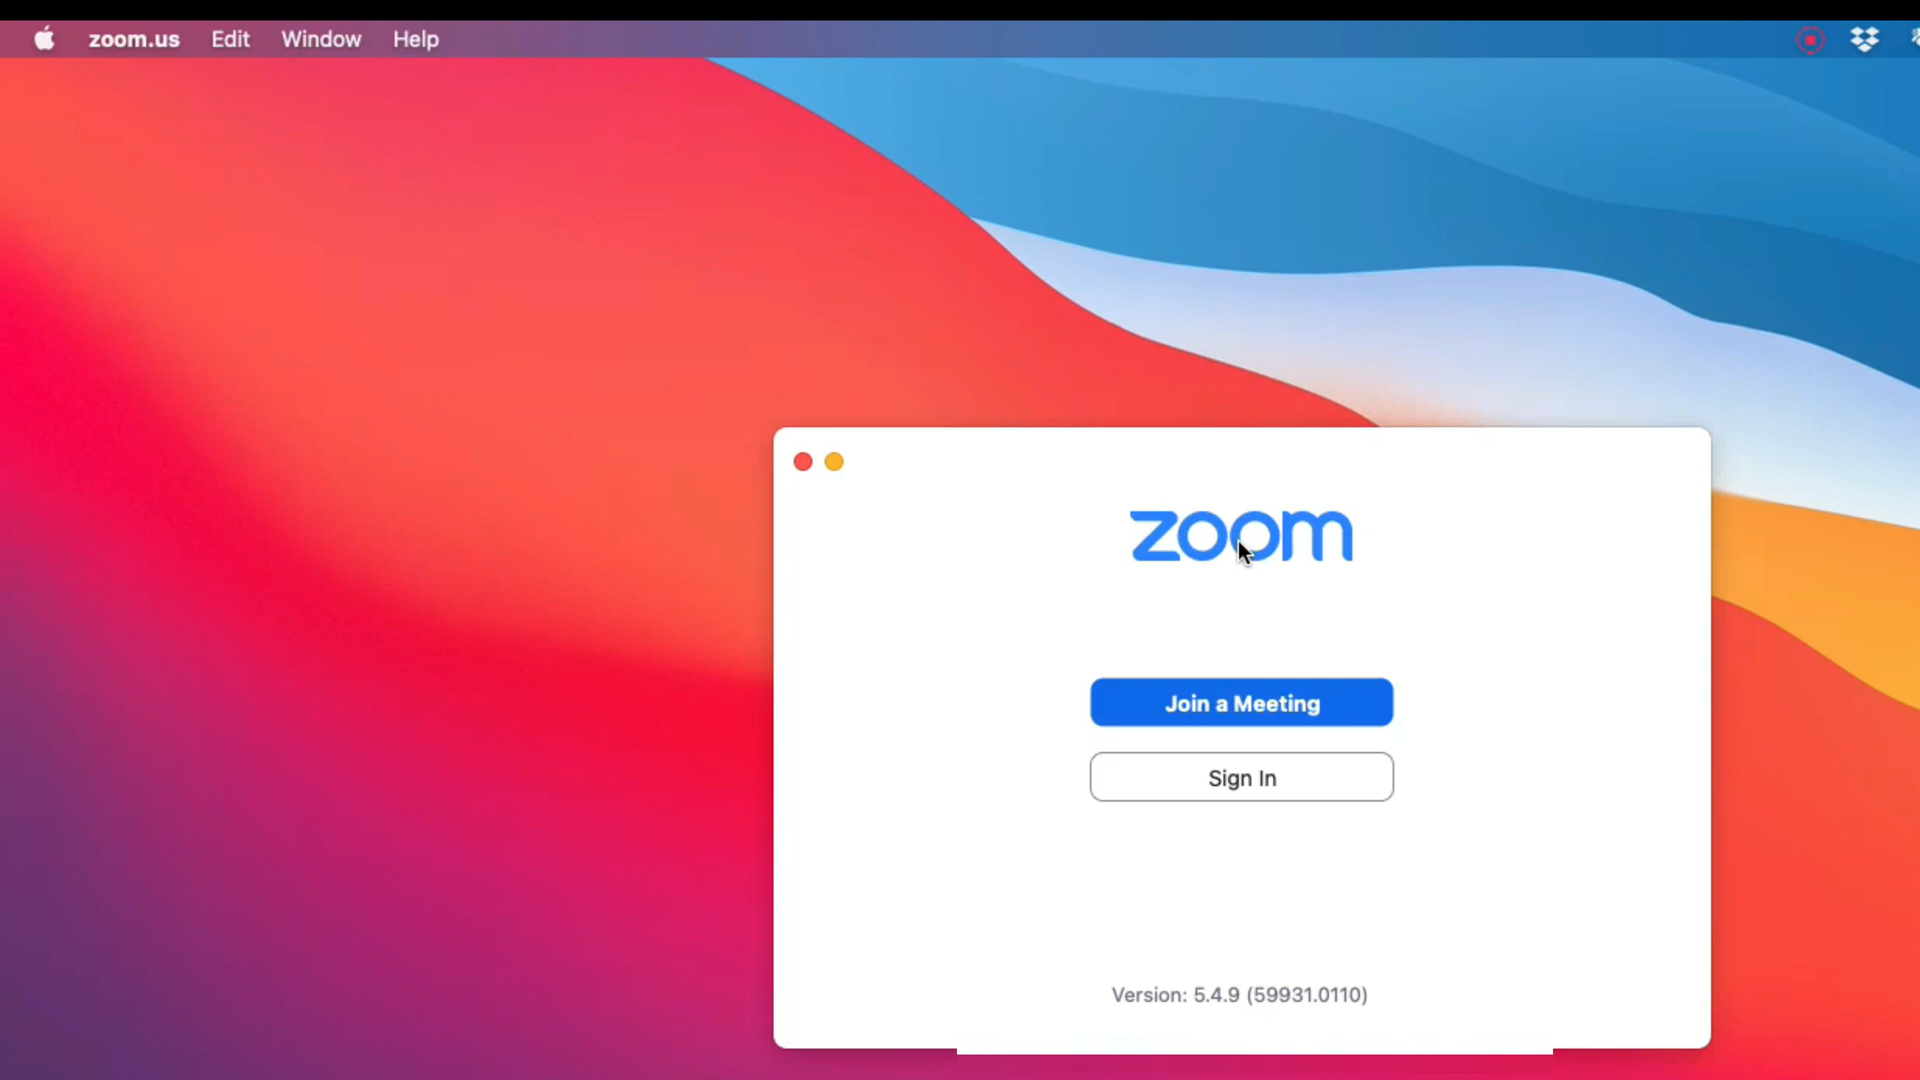 zoom.us Edit Window Help
zoom
Join a Meeting
Sign In
Version: 5.4.9 (59931.0110)